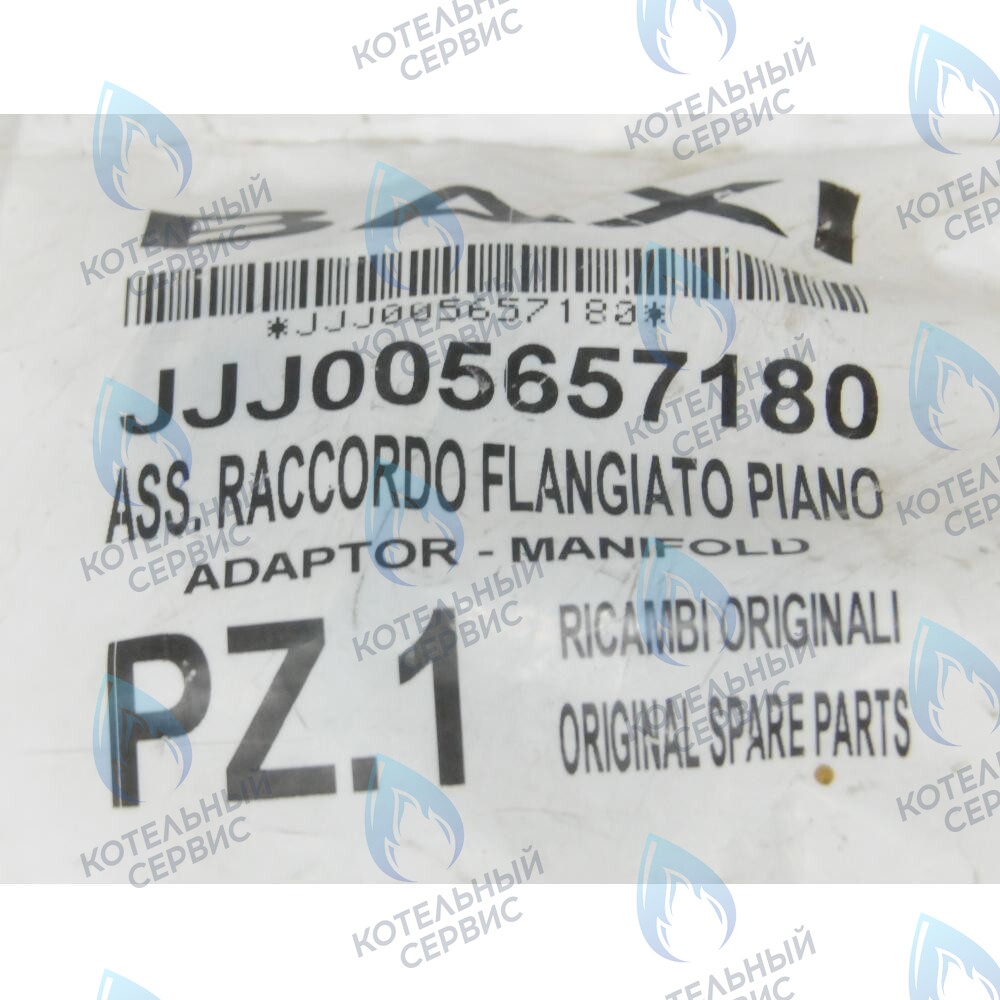 BAXI
*JJJ005657180*
JJJ005657180
ASS. RACCORDO FLANGIATO PIANO
ADAPTOR - MANIFOLD
PZ.1
RICAMBI ORIGINALI
ORIGINAL SPARE PARTS
КОТЕЛЬНЫЙ
СЕРВИС